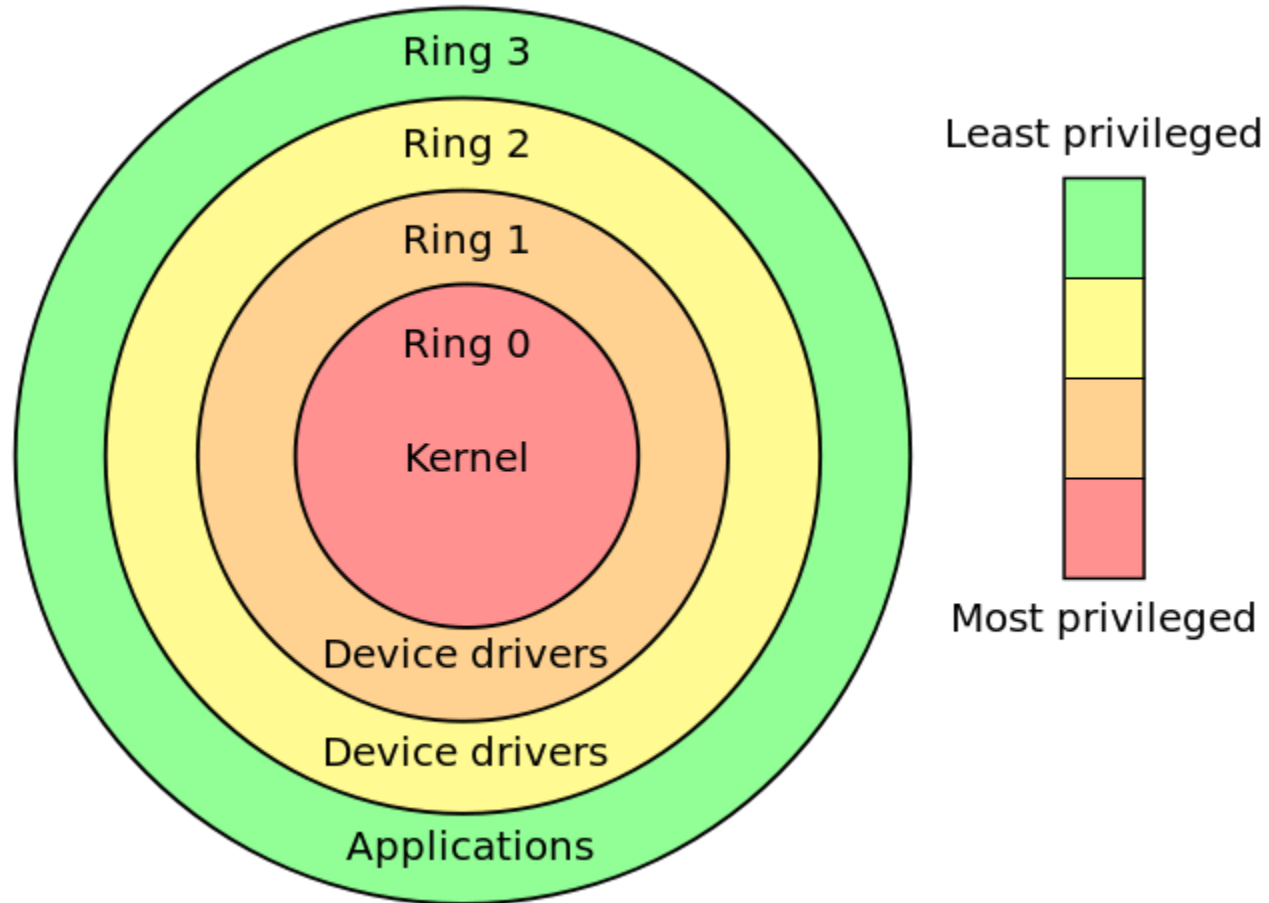 Ring 3
Ring 2
Ring 1
Ring 0
Kernel
Device drivers
Device drivers
Applications
Least privileged
Most privileged